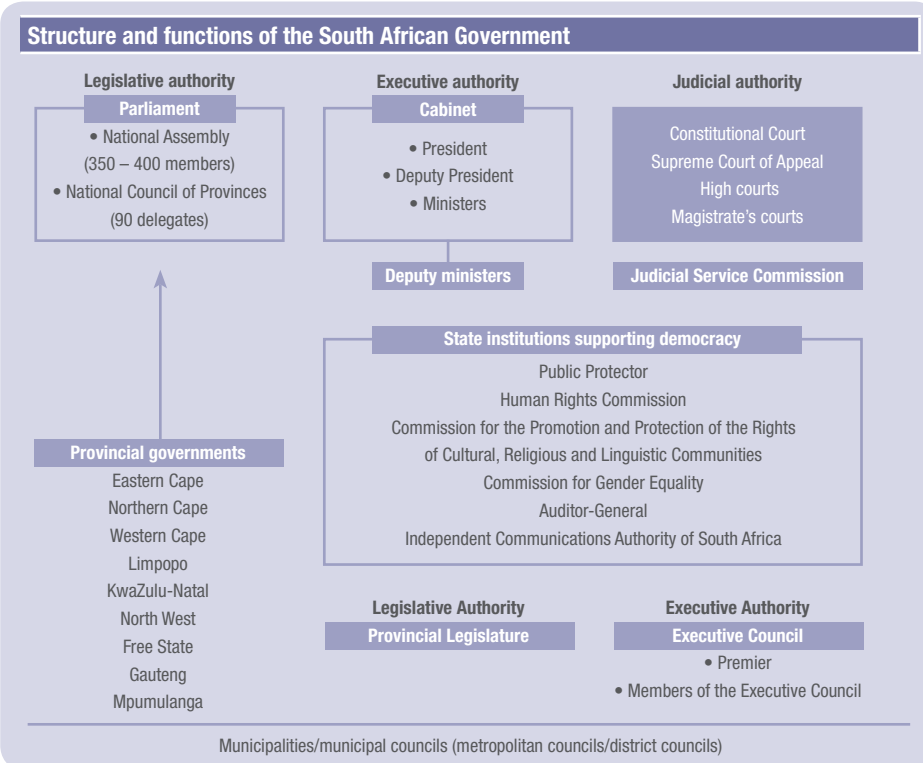 Structure and functions of the South African Government
Legislative authority
Parliament
• National Assembly
(350 – 400 members)
• National Council of Provinces
(90 delegates)
Executive authority
Cabinet
• President
• Deputy President
• Ministers
Deputy ministers
Judicial authority
Constitutional Court
Supreme Court of Appeal
High courts
Magistrate's courts
Judicial Service Commission
State institutions supporting democracy
Public Protector
Human Rights Commission
Commission for the Promotion and Protection of the Rights
of Cultural, Religious and Linguistic Communities
Commission for Gender Equality
Auditor-General
Independent Communications Authority of South Africa
Provincial governments
Eastern Cape
Northern Cape
Western Cape
Limpopo
KwaZulu-Natal
North West
Free State
Gauteng
Mpumulanga
Legislative Authority
Provincial Legislature
Executive Authority
Executive Council
• Premier
• Members of the Executive Council
Municipalities/municipal councils (metropolitan councils/district councils)